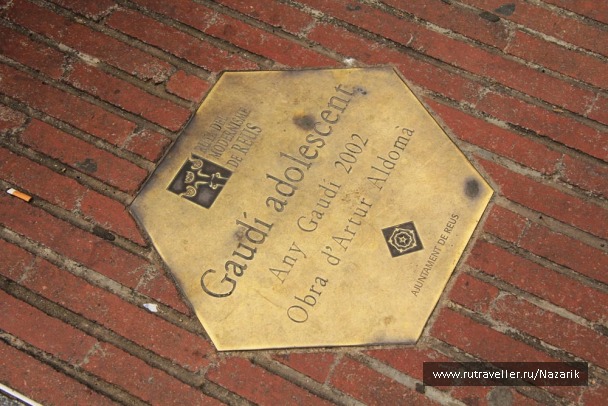 RUTA DEL
MODERNISME
DE REUS
Gaudí adolescent
Any Gaudí 2002
Obra d'Artur Aldomà
AJUNTAMENT DE REUS
www.rutraveller.ru/Nazarik